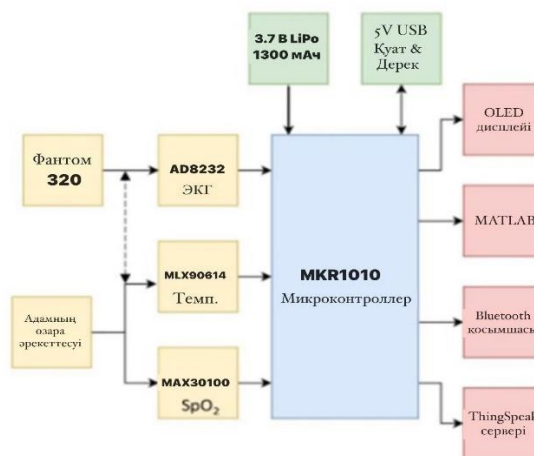 3.7 В LiPo
1300 мАч
5V USB
Қуат &
Дерек
OLED
дисплейі
Фантом
320
AD8232
ЭКГ
MATLAB
MLX90614
Темп.
MKR1010
Микроконтроллер
Адамның
өзара
әрекеттесуі
Bluetooth
қосымшасы
MAX30100
SpO₂
ThingSpeak
сервері